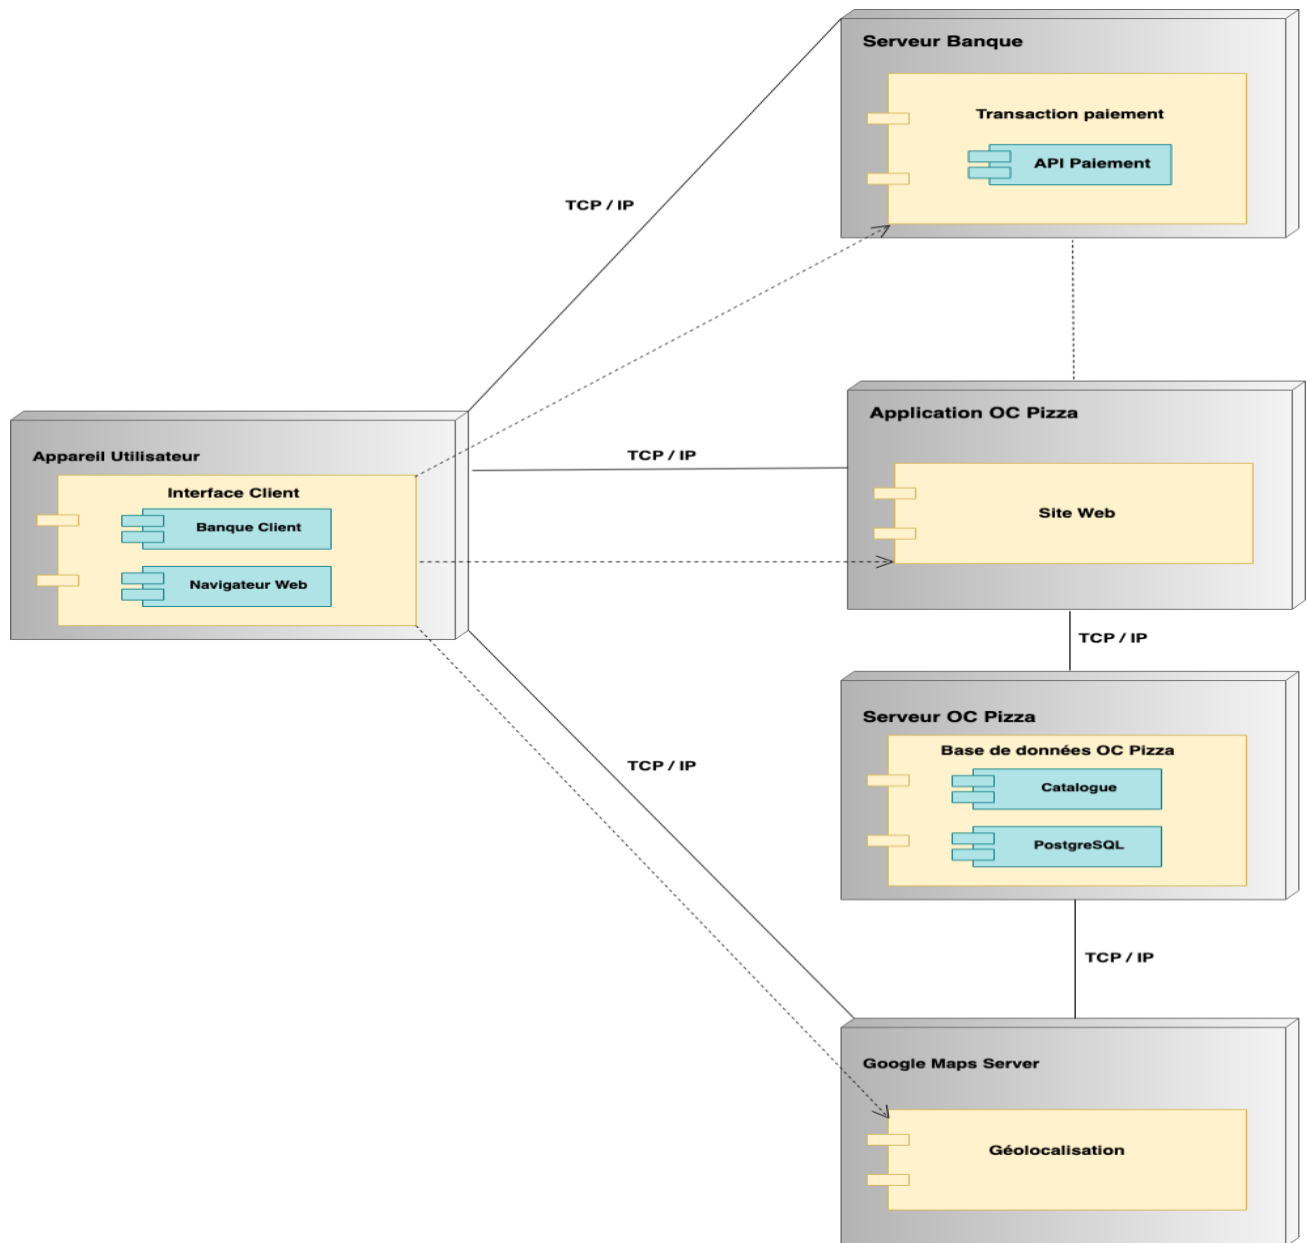 Serveur Banque
Transaction paiement
API Paiement
TCP / IP
Application OC Pizza
Appareil Utilisateur
TCP / IP
Interface Client
Site Web
Banque Client
Navigateur Web
TCP / IP
Serveur OC Pizza
Base de données OC Pizza
TCP / IP
Catalogue
PostgreSQL
TCP / IP
Google Maps Server
Géolocalisation